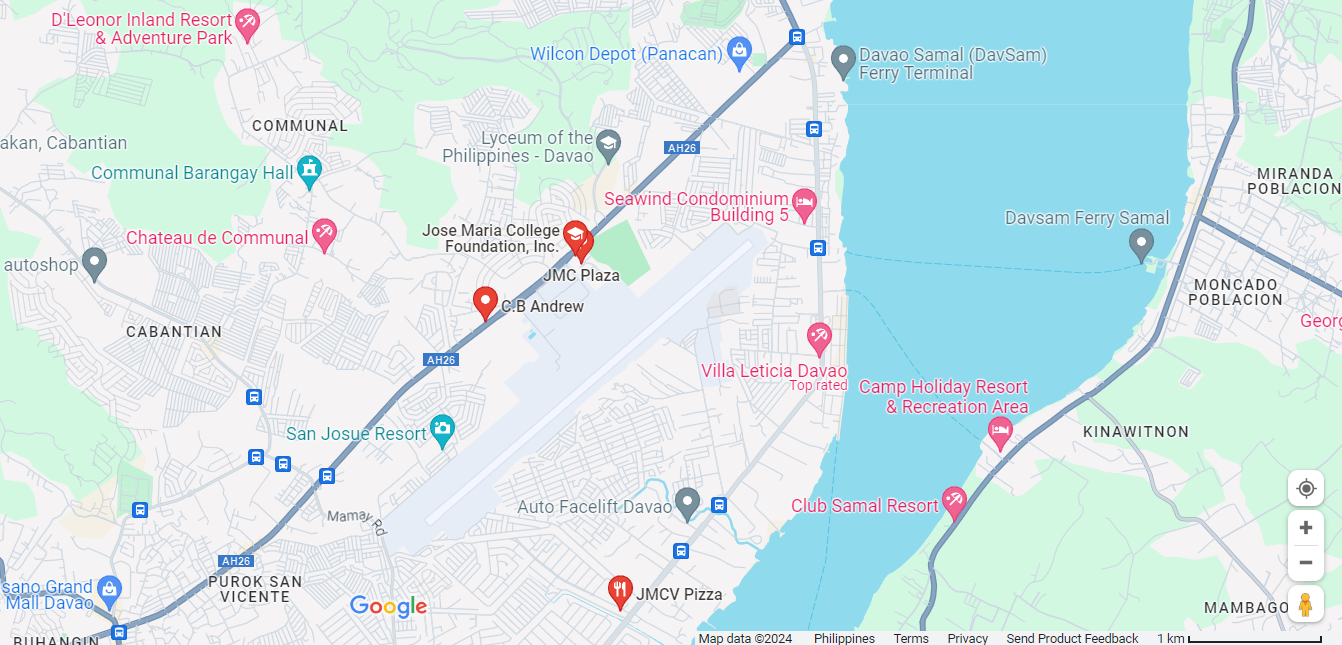 D'Leonor Inland Resort
& Adventure Park
Wilcon Depot (Panacan)
Davao Samal (DavSam)
Ferry Terminal
COMMUNAL
akan, Cabantian
Lyceum of the
Philippines - Davao
AH26
Communal Barangay Hall
MIRANDA
POBLACION
Seawind Condominium
Building 5
Davsam Ferry Samal
Jose Maria College
Foundation, Inc.
Chateau de Communal
autoshop
JMC Plaza
MONCADO
POBLACION
C.B Andrew
Georg
CABANTIAN
AH26
Villa Leticia Davao
Top rated
Camp Holiday Resort
& Recreation Area
San Josue Resort
KINAWITNON
Auto Facelift Davao
Club Samal Resort
Mamay Rd
AH26
PUROK SAN
VICENTE
sano Grand
Mall Davao
JMCV Pizza
Google
MAMBAGO
BUHANGIN
Map data ©2024 Philippines Terms Privacy Send Product Feedback 1 km